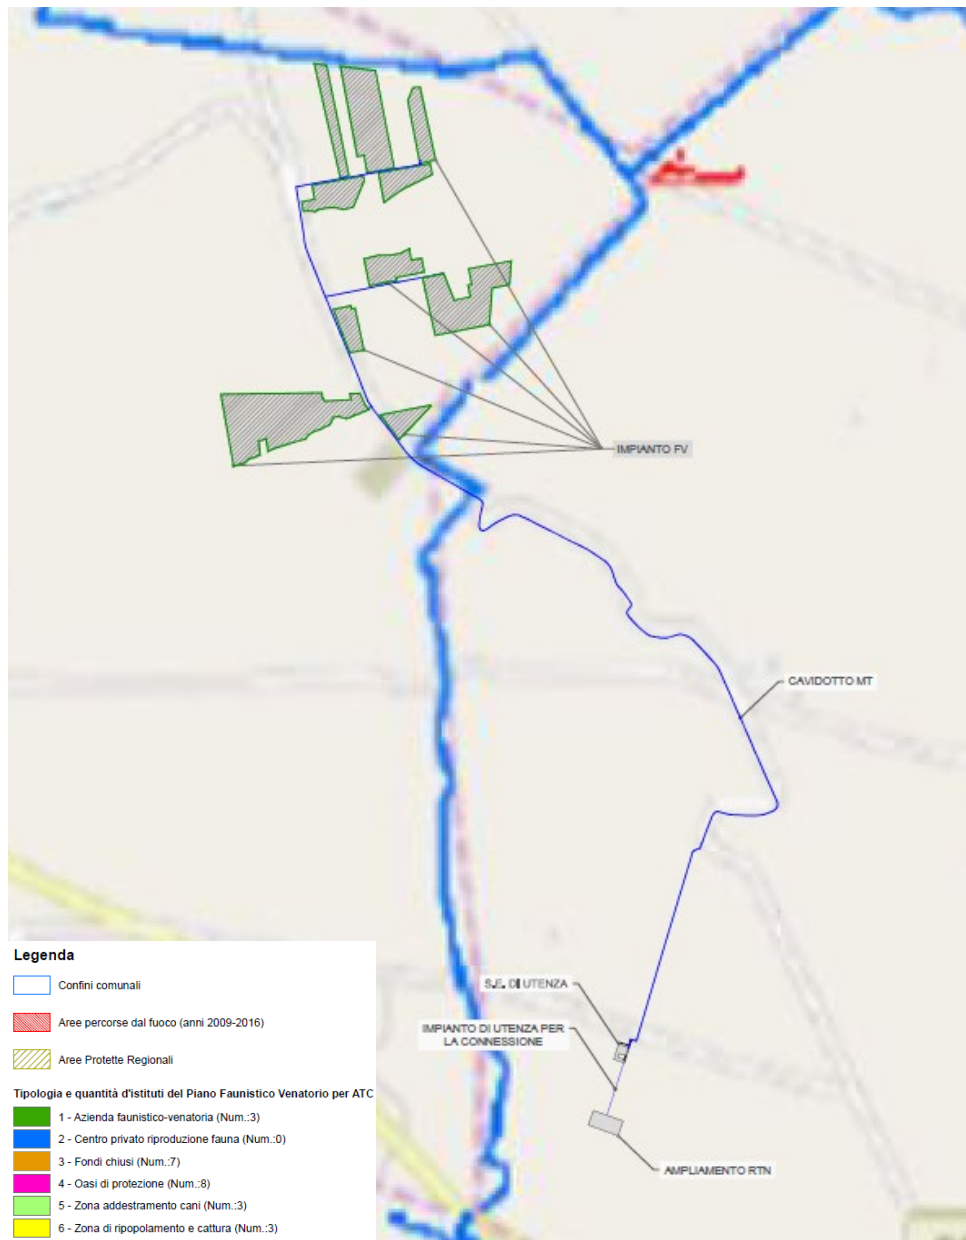 IMPIANTO FV
CAVIDOTTO MT
S.E. DI UTENZA
IMPIANTO DI UTENZA PER
LA CONNESSIONE
AMPLIAMENTO RTN
Legenda
Confini comunali
Aree percorse dal fuoco (anni 2009-2016)
Aree Protette Regionali
Tipologia e quantità d'istituti del Piano Faunistico Venatorio per ATC
1 - Azienda faunistico-venatoria (Num.:3)
2 - Centro privato riproduzione fauna (Num.:0)
3 - Fondi chiusi (Num.:7)
4 - Oasi di protezione (Num.:8)
5 - Zona addestramento cani (Num.:3)
6 - Zona di ripopolamento e cattura (Num.:3)